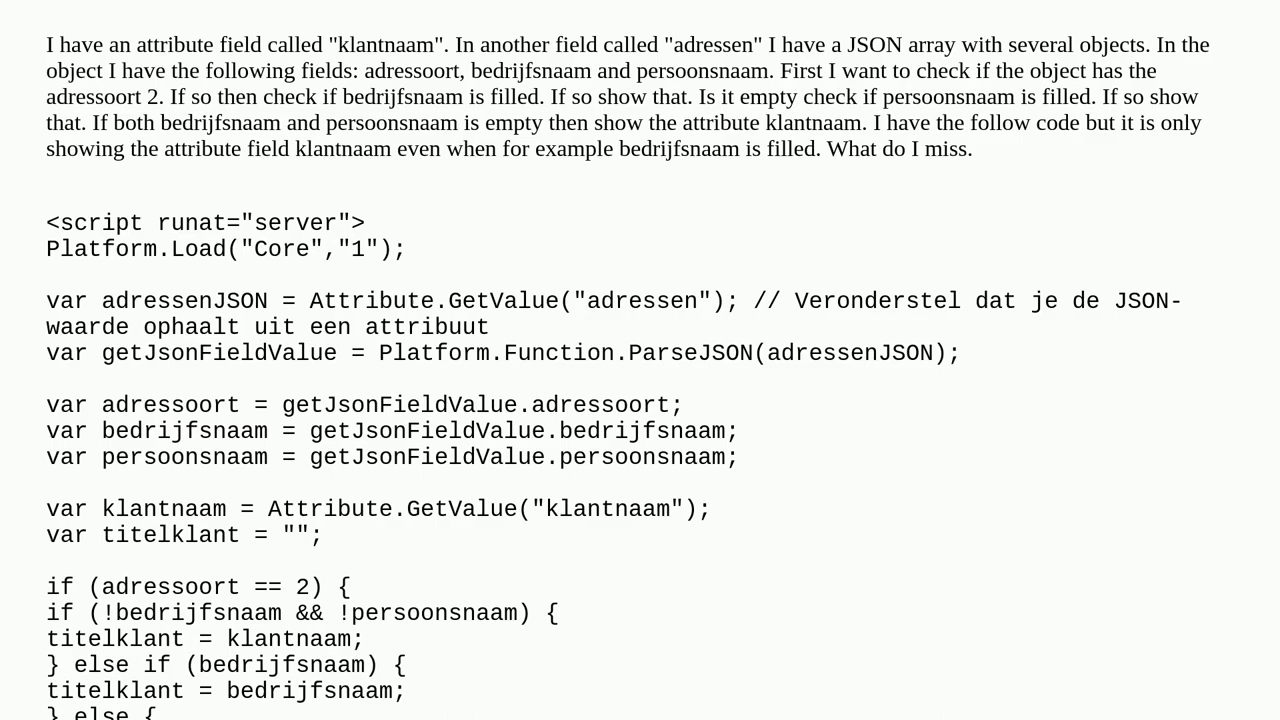 I have an attribute field called "klantnaam". In another field called "adressen" I have a JSON array with several objects. In the
object I have the following fields: adressoort, bedrijfsnaam and persoonsnaam. First I want to check if the object has the
adressoort 2. If so then check if bedrijfsnaam is filled. If so show that. Is it empty check if persoonsnaam is filled. If so show
that. If both bedrijfsnaam and persoonsnaam is empty then show the attribute klantnaam. I have the follow code but it is only
showing the attribute field klantnaam even when for example bedrijfsnaam is filled. What do I miss.
<script runat="server">
Platform.Load("Core","1");
var adressenJSON = Attribute.GetValue("adressen"); // Veronderstel dat je de JSON-
waarde ophaalt uit een attribuut
var getJsonFieldValue = Platform.Function.ParseJSON(adressenJSON);
var adressoort = getJsonFieldValue.adressoort;
var bedrijfsnaam = getJsonFieldValue.bedrijfsnaam;
var persoonsnaam = getJsonFieldValue.persoonsnaam;
var klantnaam = Attribute.GetValue("klantnaam");
var titelklant = "";
if (adressoort == 2) {
if (!bedrijfsnaam && !persoonsnaam) {
titelklant = klantnaam;
} else if (bedrijfsnaam) {
titelklant = bedrijfsnaam;
} else {